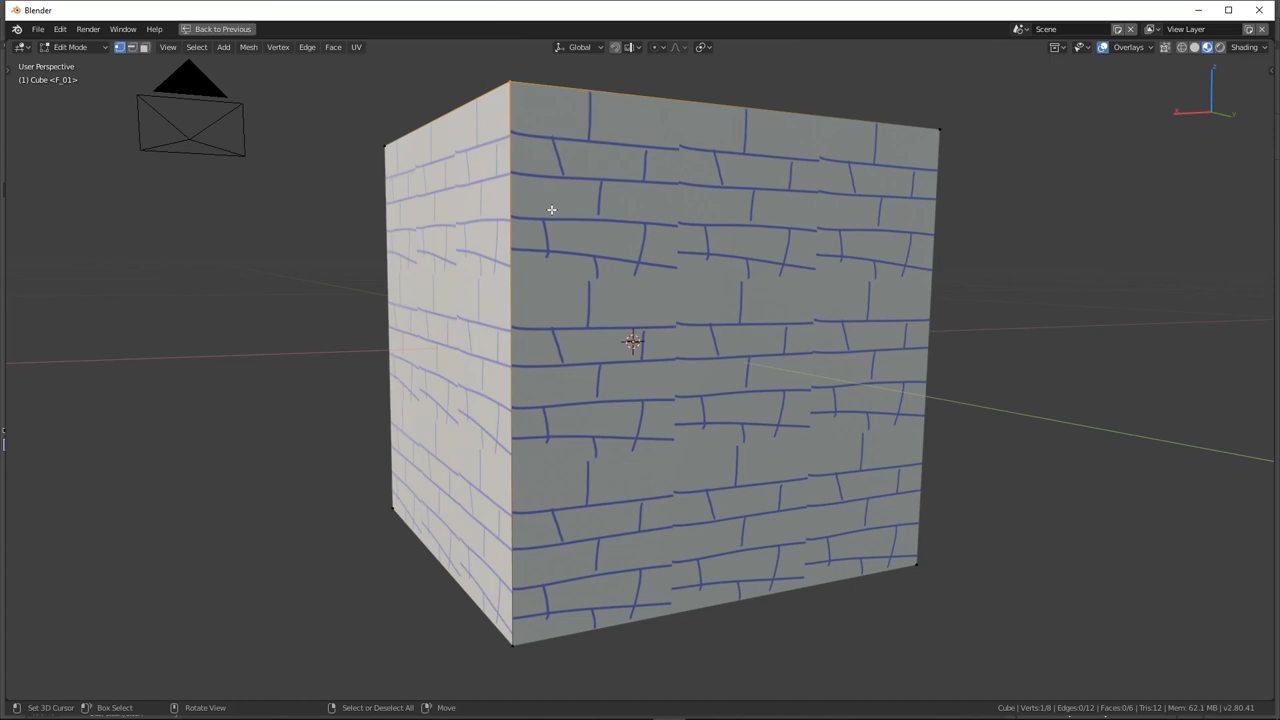 Blender
File Edit Render Window Help Back to Previous Scene View Layer
Edit Mode View Select Add Mesh Vertex Edge Face UV Global Overlays Shading
User Perspective
(1) Cube <F_01>
z
x
y
Set 3D Cursor Box Select Rotate View Select or Deselect All Move Cube | Verts:1/8 | Edges:0/12 | Faces:0/6 | Tris:12 | Mem: 62.1 MB | v2.80.41